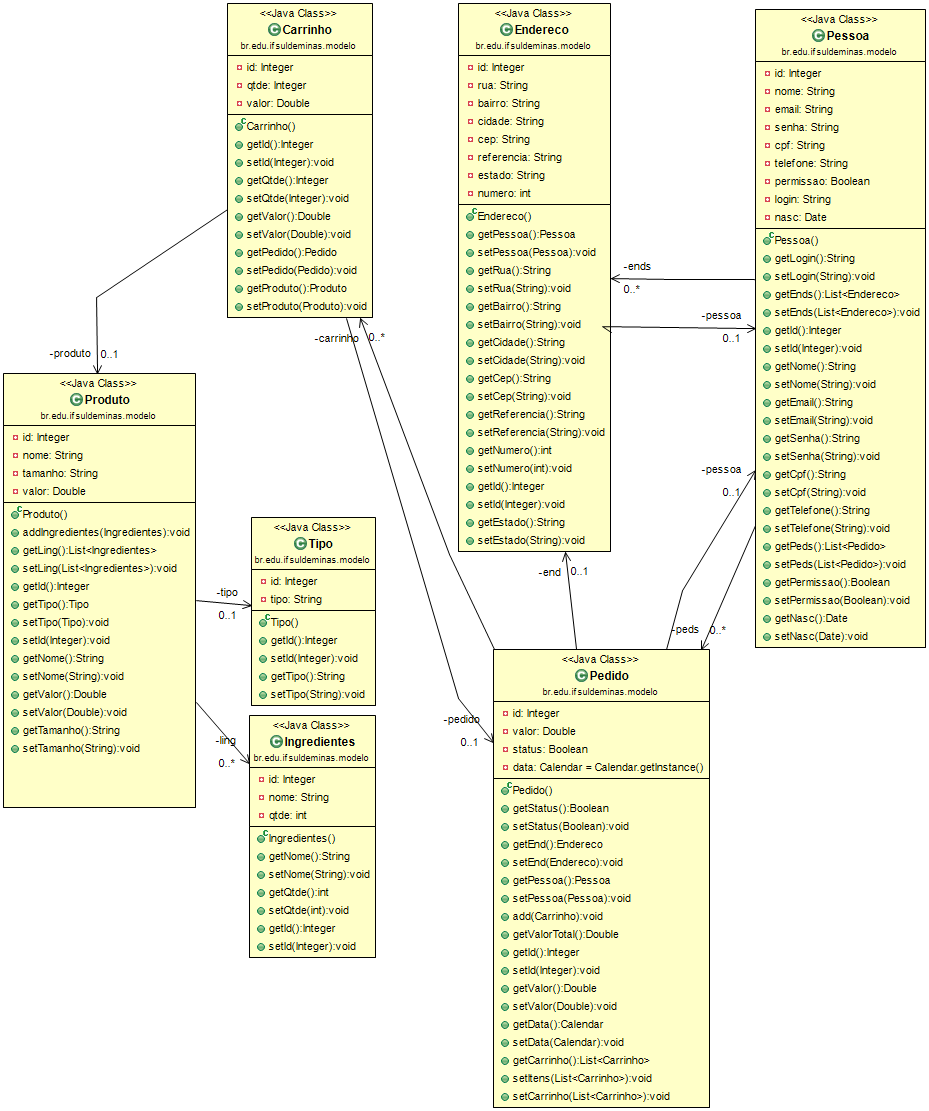 <<Java Class>>
Carrinho
br.edu.ifsuldeminas.modelo
id: Integer
qtde: Integer
valor: Double
Carrinho()
getId():Integer
setId(Integer):void
getQtde():Integer
setQtde(Integer):void
getValor():Double
setValor(Double):void
getPedido():Pedido
setPedido(Pedido):void
getProduto():Produto
setProduto(Produto):void
<<Java Class>>
Endereco
br.edu.ifsuldeminas.modelo
id: Integer
rua: String
bairro: String
cidade: String
cep: String
referencia: String
estado: String
numero: int
Endereco()
getPessoa():Pessoa
setPessoa(Pessoa):void
getRua():String
setRua(String):void
getBairro():String
setBairro(String):void
getCidade():String
setCidade(String):void
getCep():String
setCep(String):void
getReferencia():String
setReferencia(String):void
getNumero():int
setNumero(int):void
getId():Integer
setId(Integer):void
getEstado():String
setEstado(String):void
<<Java Class>>
Pessoa
br.edu.ifsuldeminas.modelo
id: Integer
nome: String
email: String
senha: String
cpf: String
telefone: String
permissao: Boolean
login: String
nasc: Date
Pessoa()
getLogin():String
setLogin(String):void
getEnds():List<Endereco>
setEnds(List<Endereco>):void
getId():Integer
setId(Integer):void
getNome():String
setNome(String):void
getEmail():String
setEmail(String):void
getSenha():String
setSenha(String):void
getCpf():String
setCpf(String):void
getTelefone():String
setTelefone(String):void
getPeds():List<Pedido>
setPeds(List<Pedido>):void
getPermissao():Boolean
setPermissao(Boolean):void
getNasc():Date
setNasc(Date):void
-ends
0..*
-pessoa
0..1
-carrinho
0..*
-produto
0..1
<<Java Class>>
Produto
br.edu.ifsuldeminas.modelo
id: Integer
nome: String
tamanho: String
valor: Double
Produto()
addIngredientes(Ingredientes):void
getLing():List<Ingredientes>
setLing(List<Ingredientes>):void
getId():Integer
getTipo():Tipo
setTipo(Tipo):void
setId(Integer):void
getNome():String
setNome(String):void
getValor():Double
setValor(Double):void
getTamanho():String
setTamanho(String):void
-tipo
0..1
-ling
0..*
<<Java Class>>
Tipo
br.edu.ifsuldeminas.modelo
id: Integer
tipo: String
Tipo()
getId():Integer
setId(Integer):void
getTipo():String
setTipo(String):void
<<Java Class>>
Ingredientes
br.edu.ifsuldeminas.modelo
id: Integer
nome: String
qtde: int
Ingredientes()
getNome():String
setNome(String):void
getQtde():int
setQtde(int):void
getId():Integer
setId(Integer):void
-pessoa
0..1
-end
0..1
-peds
0..*
-pedido
0..1
<<Java Class>>
Pedido
br.edu.ifsuldeminas.modelo
id: Integer
valor: Double
status: Boolean
data: Calendar = Calendar.getInstance()
Pedido()
getStatus():Boolean
setStatus(Boolean):void
getEnd():Endereco
setEnd(Endereco):void
getPessoa():Pessoa
setPessoa(Pessoa):void
add(Carrinho):void
getValorTotal():Double
getId():Integer
setId(Integer):void
getValor():Double
setValor(Double):void
getData():Calendar
setData(Calendar):void
getCarrinho():List<Carrinho>
setItens(List<Carrinho>):void
setCarrinho(List<Carrinho>):void